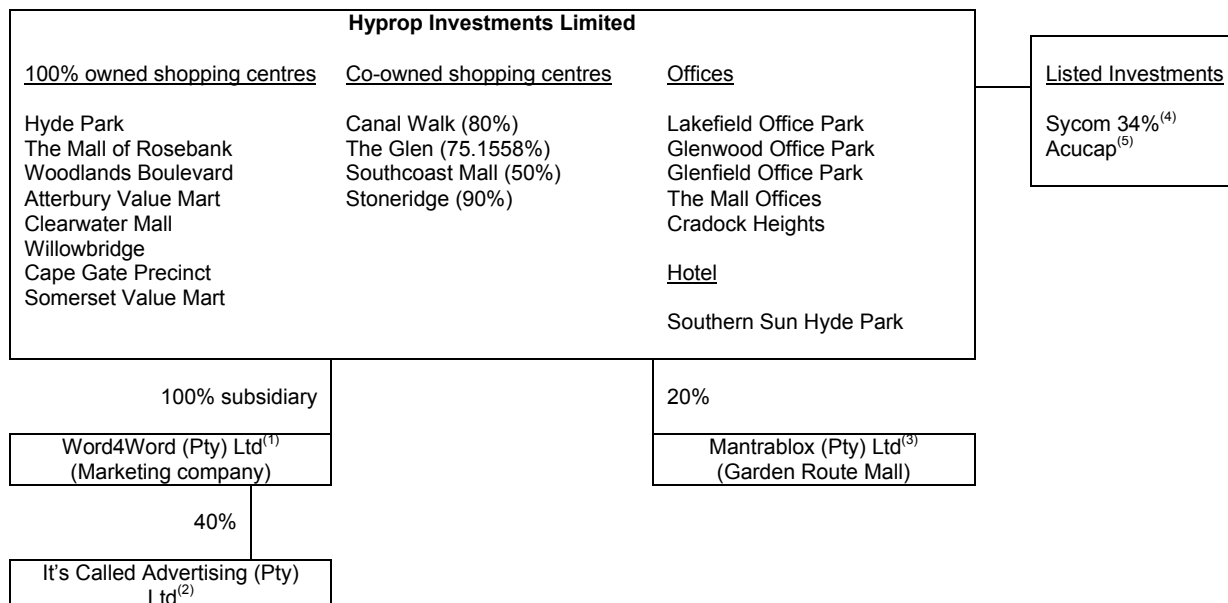 Hyprop Investments Limited
100% owned shopping centres
Hyde Park
The Mall of Rosebank
Woodlands Boulevard
Atterbury Value Mart
Clearwater Mall
Willowbridge
Cape Gate Precinct
Somerset Value Mart
Co-owned shopping centres
Canal Walk (80%)
The Glen (75.1558%)
Southcoast Mall (50%)
Stoneridge (90%)
Offices
Lakefield Office Park
Glenwood Office Park
Glenfield Office Park
The Mall Offices
Cradock Heights
Hotel
Southern Sun Hyde Park
Listed Investments
Sycom 34%(4)
Acucap(5)
100% subsidiary
Word4Word (Pty) Ltd(1)
(Marketing company)
40%
It's Called Advertising (Pty)
Ltd(2)
20%
Mantrablox (Pty) Ltd(3)
(Garden Route Mall)